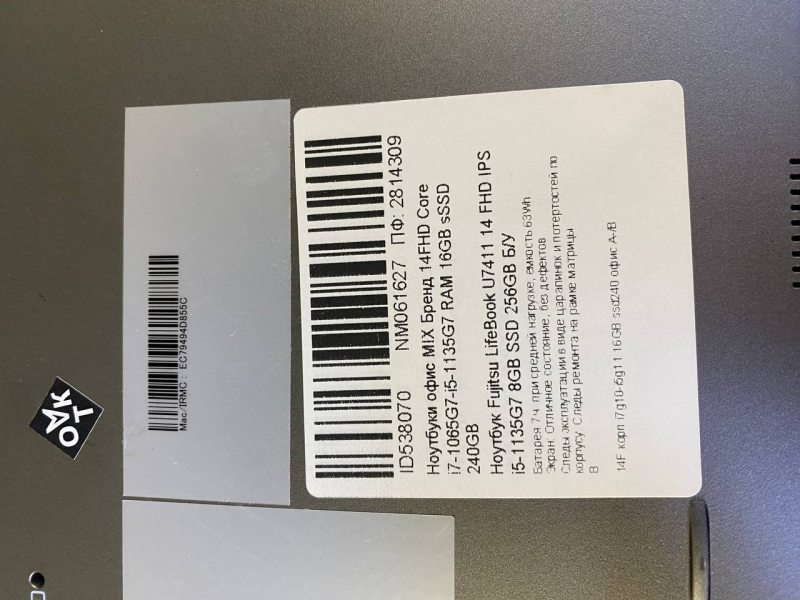 ОТК
Mac/IRMC : EC79494D855C
ID538070 NM061627 ПФ: 2814309
Ноутбуки офис MIX Бренд 14FHD Core
i7-1065G7-i5-1135G7 RAM 16GB sSSD
240GB
Ноутбук Fujitsu LifeBook U7411 14 FHD IPS
i5-1135G7 8GB SSD 256GB Б/У
Батарея 7 ч. при средней нагрузке, емкость 63Wh
Экран: Отличное состояние, без дефектов
Следы эксплуатации в виде царапинок и потертостей по
корпусу. Следы ремонта на рамке матрицы
B
14F корп i7g10-i5g11 16GB ssd240 офис A-/B